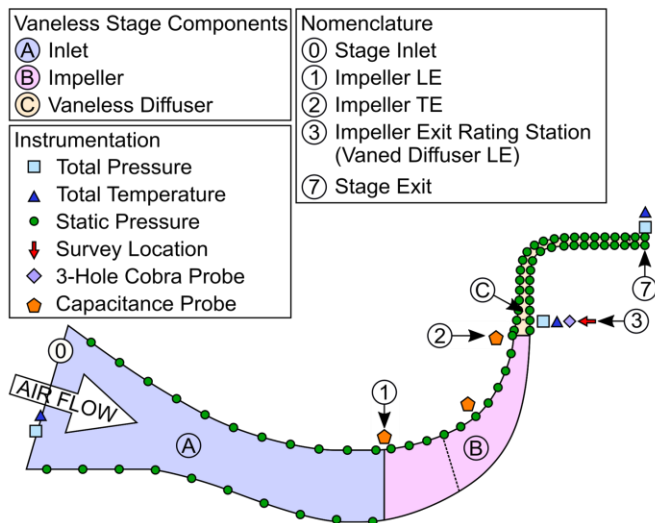 Vaneless Stage Components
A Inlet
B Impeller
C Vaneless Diffuser
Nomenclature
0 Stage Inlet
1 Impeller LE
2 Impeller TE
3 Impeller Exit Rating Station
(Vaned Diffuser LE)
7 Stage Exit
Instrumentation
Total Pressure
Total Temperature
Static Pressure
Survey Location
3-Hole Cobra Probe
Capacitance Probe
7
C
3
2
0
AIR FLOW
1
A
B